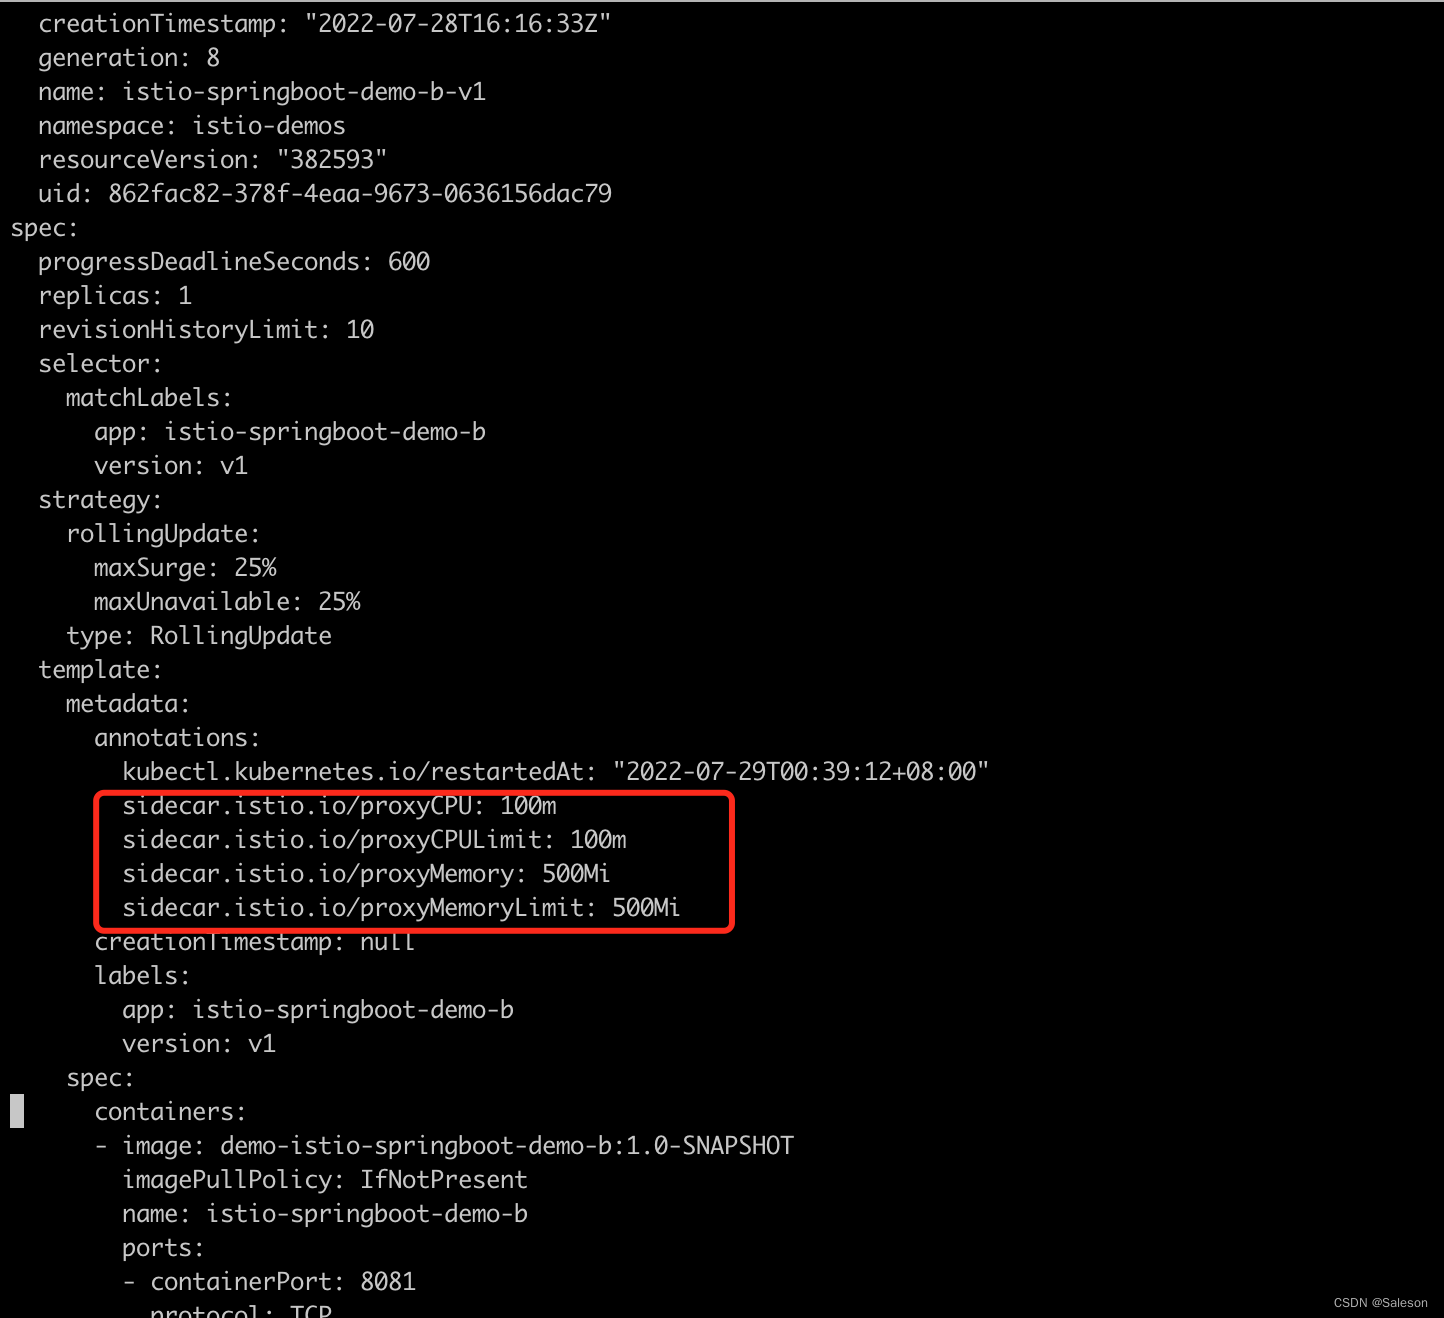 creationTimestamp: "2022-07-28T16:16:33Z"
generation: 8
name: istio-springboot-demo-b-v1
namespace: istio-demos
resourceVersion: "382593"
uid: 862fac82-378f-4eaa-9673-0636156dac79
spec:
progressDeadlineSeconds: 600
replicas: 1
revisionHistoryLimit: 10
selector:
matchLabels:
app: istio-springboot-demo-b
version: v1
strategy:
rollingUpdate:
maxSurge: 25%
maxUnavailable: 25%
type: RollingUpdate
template:
metadata:
annotations:
kubectl.kubernetes.io/restartedAt: "2022-07-29T00:39:12+08:00"
sidecar.istio.io/proxyCPU: 100m
sidecar.istio.io/proxyCPULimit: 100m
sidecar.istio.io/proxyMemory: 500Mi
sidecar.istio.io/proxyMemoryLimit: 500Mi
creationTimestamp: null
labels:
app: istio-springboot-demo-b
version: v1
spec:
containers:
- image: demo-istio-springboot-demo-b:1.0-SNAPSHOT
imagePullPolicy: IfNotPresent
name: istio-springboot-demo-b
ports:
- containerPort: 8081
protocol: TCP
CSDN @Saleson